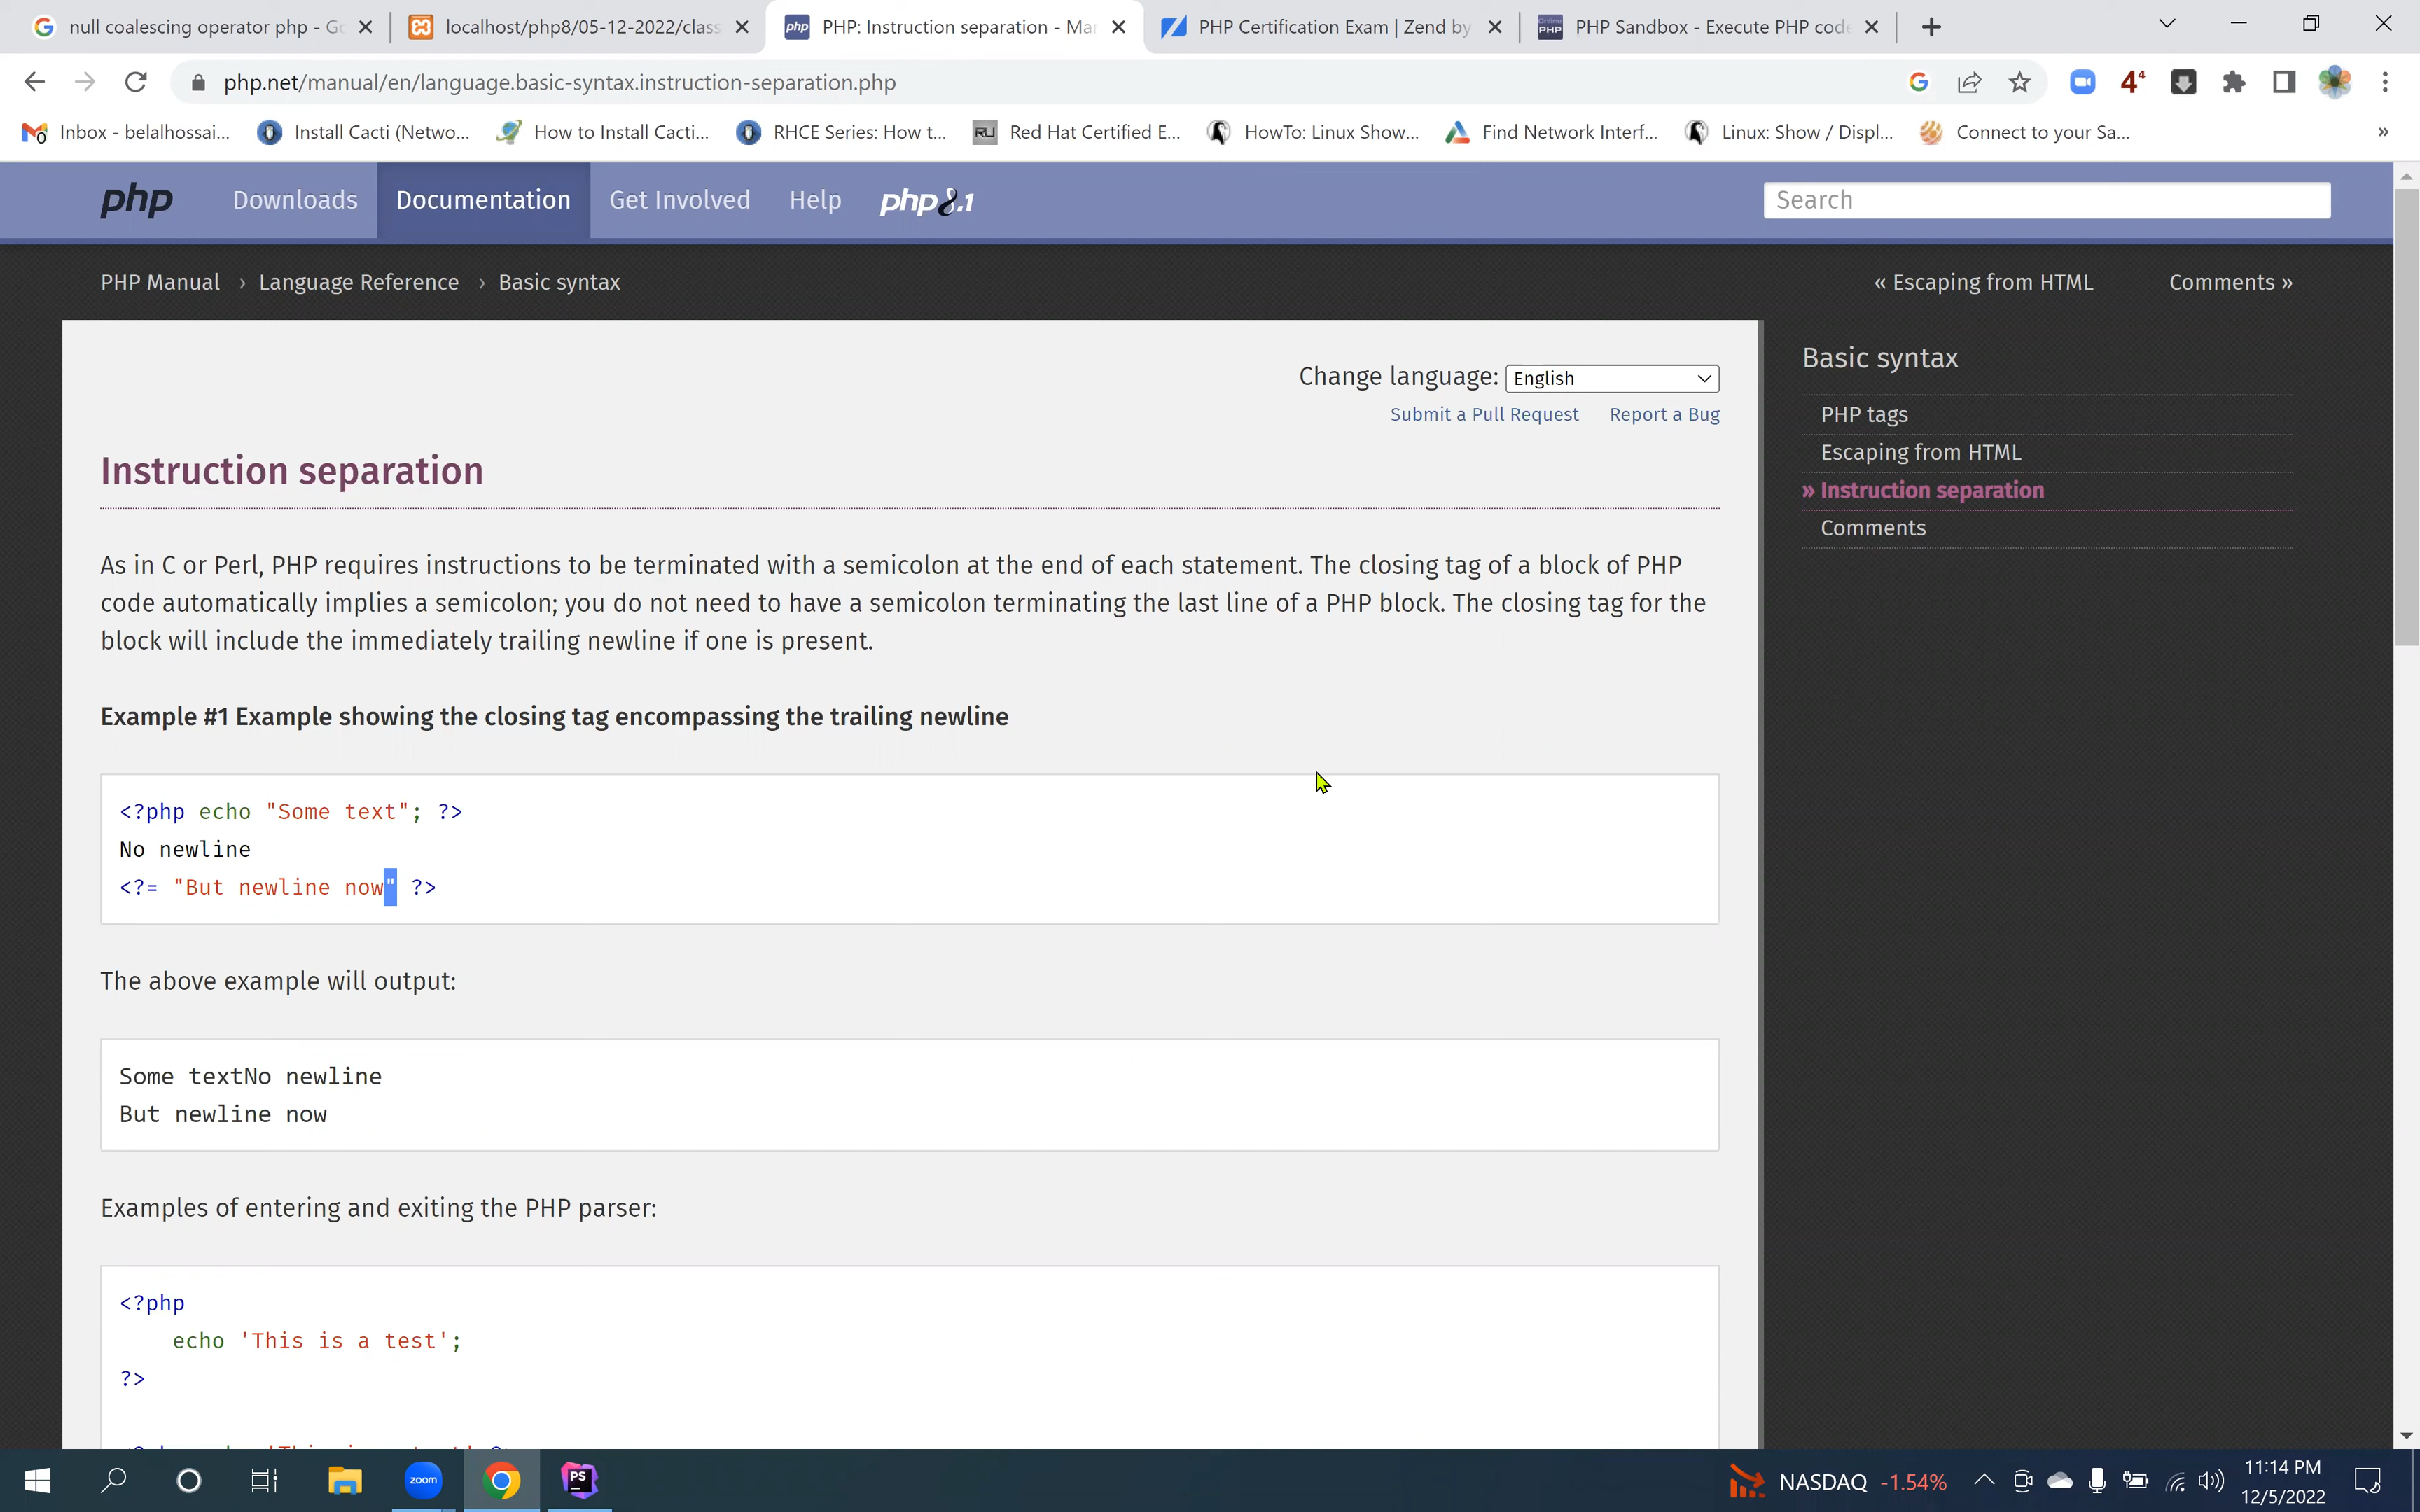 null coalescing operator php - Go
localhost/php8/05-12-2022/class
php PHP: Instruction separation - Mar
PHP Certification Exam | Zend by
Online PHP PHP Sandbox - Execute PHP code
php.net/manual/en/language.basic-syntax.instruction-separation.php
4⁴
Inbox - belalhossai...
Install Cacti (Netwo...
How to Install Cacti...
RHCE Series: How t...
RU Red Hat Certified E...
HowTo: Linux Show...
Find Network Interf...
Linux: Show / Displ...
Connect to your Sa...
»
php Downloads Documentation Get Involved Help php8.1 Search
PHP Manual › Language Reference › Basic syntax
« Escaping from HTML Comments »
Change language: English
Submit a Pull Request Report a Bug
Instruction separation
As in C or Perl, PHP requires instructions to be terminated with a semicolon at the end of each statement. The closing tag of a block of PHP
code automatically implies a semicolon; you do not need to have a semicolon terminating the last line of a PHP block. The closing tag for the
block will include the immediately trailing newline if one is present.
Example #1 Example showing the closing tag encompassing the trailing newline
<?php echo "Some text"; ?>
No newline
<?= "But newline now" ?>
The above example will output:
Some textNo newline
But newline now
Examples of entering and exiting the PHP parser:
<?php
echo 'This is a test';
?>
Basic syntax
PHP tags
Escaping from HTML
» Instruction separation
Comments
zoom
PS
NASDAQ -1.54%
11:14 PM
12/5/2022